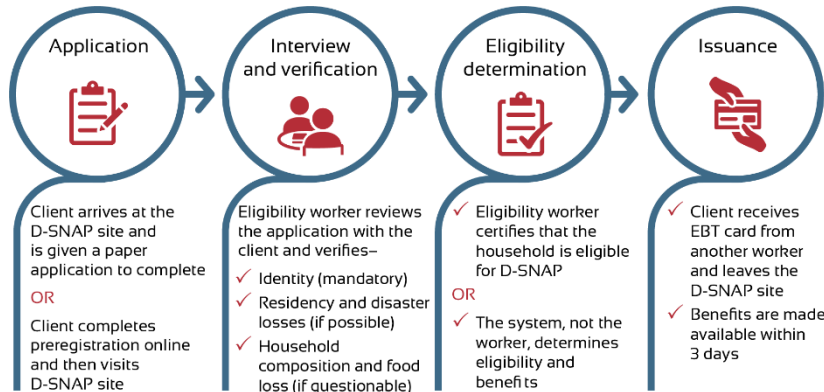 Application
Client arrives at the
D-SNAP site and
is given a paper
application to complete
OR
Client completes
preregistration online
and then visits
D-SNAP site
Interview
and verification
Eligibility worker reviews
the application with the
client and verifies–
✓ Identity (mandatory)
✓ Residency and disaster
losses (if possible)
✓ Household
composition and food
loss (if questionable)
Eligibility
determination
✓ Eligibility worker
certifies that the
household is eligible
for D-SNAP
OR
✓ The system, not the
worker, determines
eligibility and
benefits
Issuance
✓ Client receives
EBT card from
another worker
and leaves the
D-SNAP site
✓ Benefits are made
available within
3 days